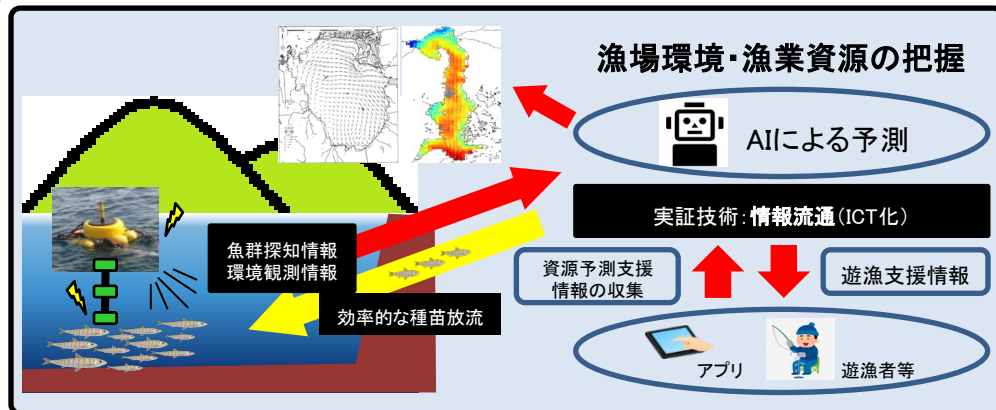 漁場環境・漁業資源の把握
AIによる予測
実証技術：情報流通（ICT化）
魚群探知情報
環境観測情報
資源予測支援
情報の収集
遊漁支援情報
効率的な種苗放流
アプリ
遊漁者等